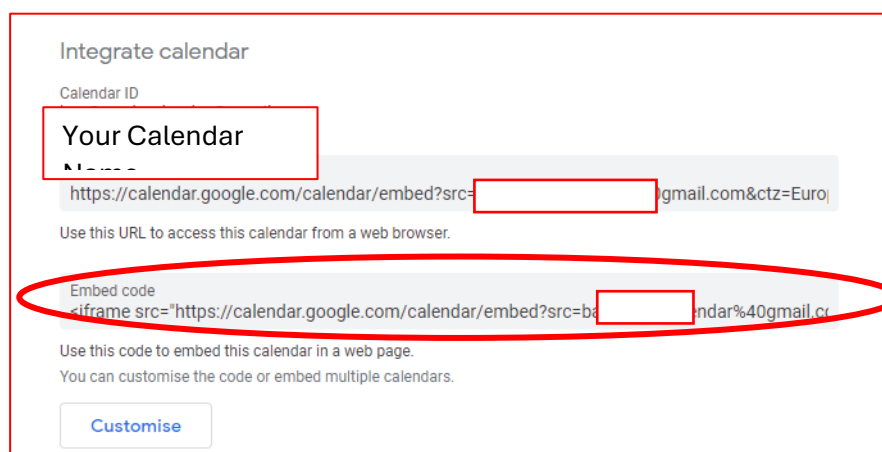 Integrate calendar
Calendar ID
Your Calendar
Name
https://calendar.google.com/calendar/embed?src= gmail.com&ctz=Euro
Use this URL to access this calendar from a web browser.
Embed code
<iframe src="https://calendar.google.com/calendar/embed?src=ba endar%40gmail.co
Use this code to embed this calendar in a web page.
You can customise the code or embed multiple calendars.
Customise